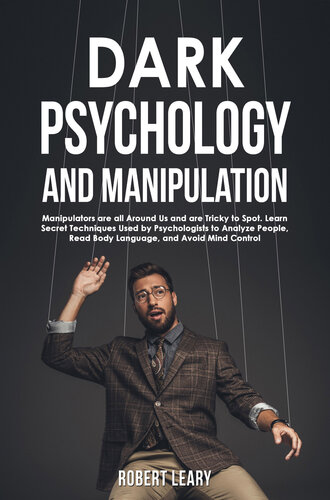 DARK
PSYCHOLOGY
AND MANIPULATION
Manipulators are all Around Us and are Tricky to Spot. Learn
Secret Techniques Used by Psychologists to Analyze People,
Read Body Language, and Avoid Mind Control
ROBERT LEARY